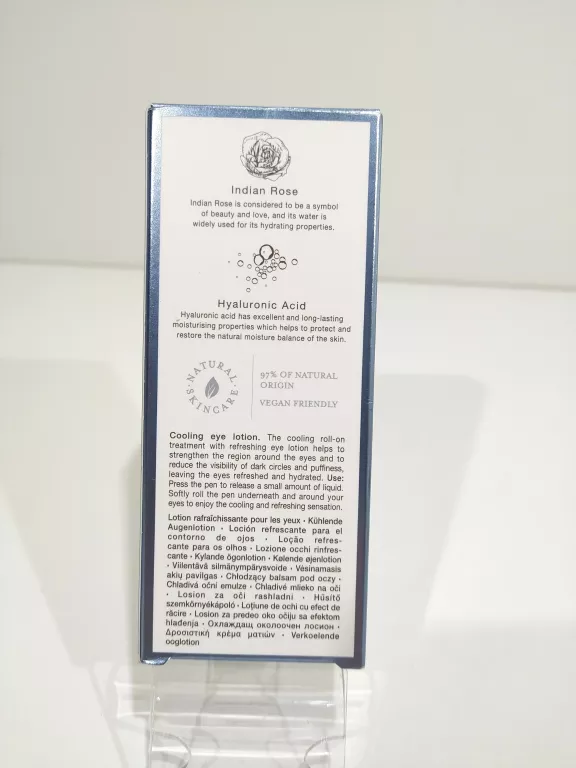 Indian Rose
Indian Rose is considered to be a symbol
of beauty and love, and its water is
widely used for its hydrating properties.
Hyaluronic Acid
Hyaluronic acid has excellent and long-lasting
moisturising properties which helps to protect and
restore the natural moisture balance of the skin.
NATURAL SKINCARE
97% OF NATURAL
ORIGIN
VEGAN FRIENDLY
Cooling eye lotion. The cooling roll-on
treatment with refreshing eye lotion helps to
strengthen the region around the eyes and to
reduce the visibility of dark circles and puffiness,
leaving the eyes refreshed and hydrated. Use:
Press the pen to release a small amount of liquid.
Softly roll the pen underneath and around your
eyes to enjoy the cooling and refreshing sensation.
Lotion rafraîchissante pour les yeux · Kühlende
Augenlotion · Loción refrescante para el
contorno de ojos · Loção refres-
cante para os olhos · Lozione occhi rinfres-
cante · Kylande ögonlotion · Kølende øjenlotion
· Viilentävä silmänympärysvoide · Vėsinamasis
akių pavilgas · Chłodzący balsam pod oczy ·
Chladivá oční emulze · Chladivé mlieko na oči
· Losion za oči rashladni · Hűsítő
szemkörnyékápoló · Loţiune de ochi cu efect de
răcire · Losion za predeo oko očiju sa efektom
hlađenja · Охлаждащ околоочен лосион ·
Δροσιστική κρέμα ματιών · Verkoelende
ooglotion